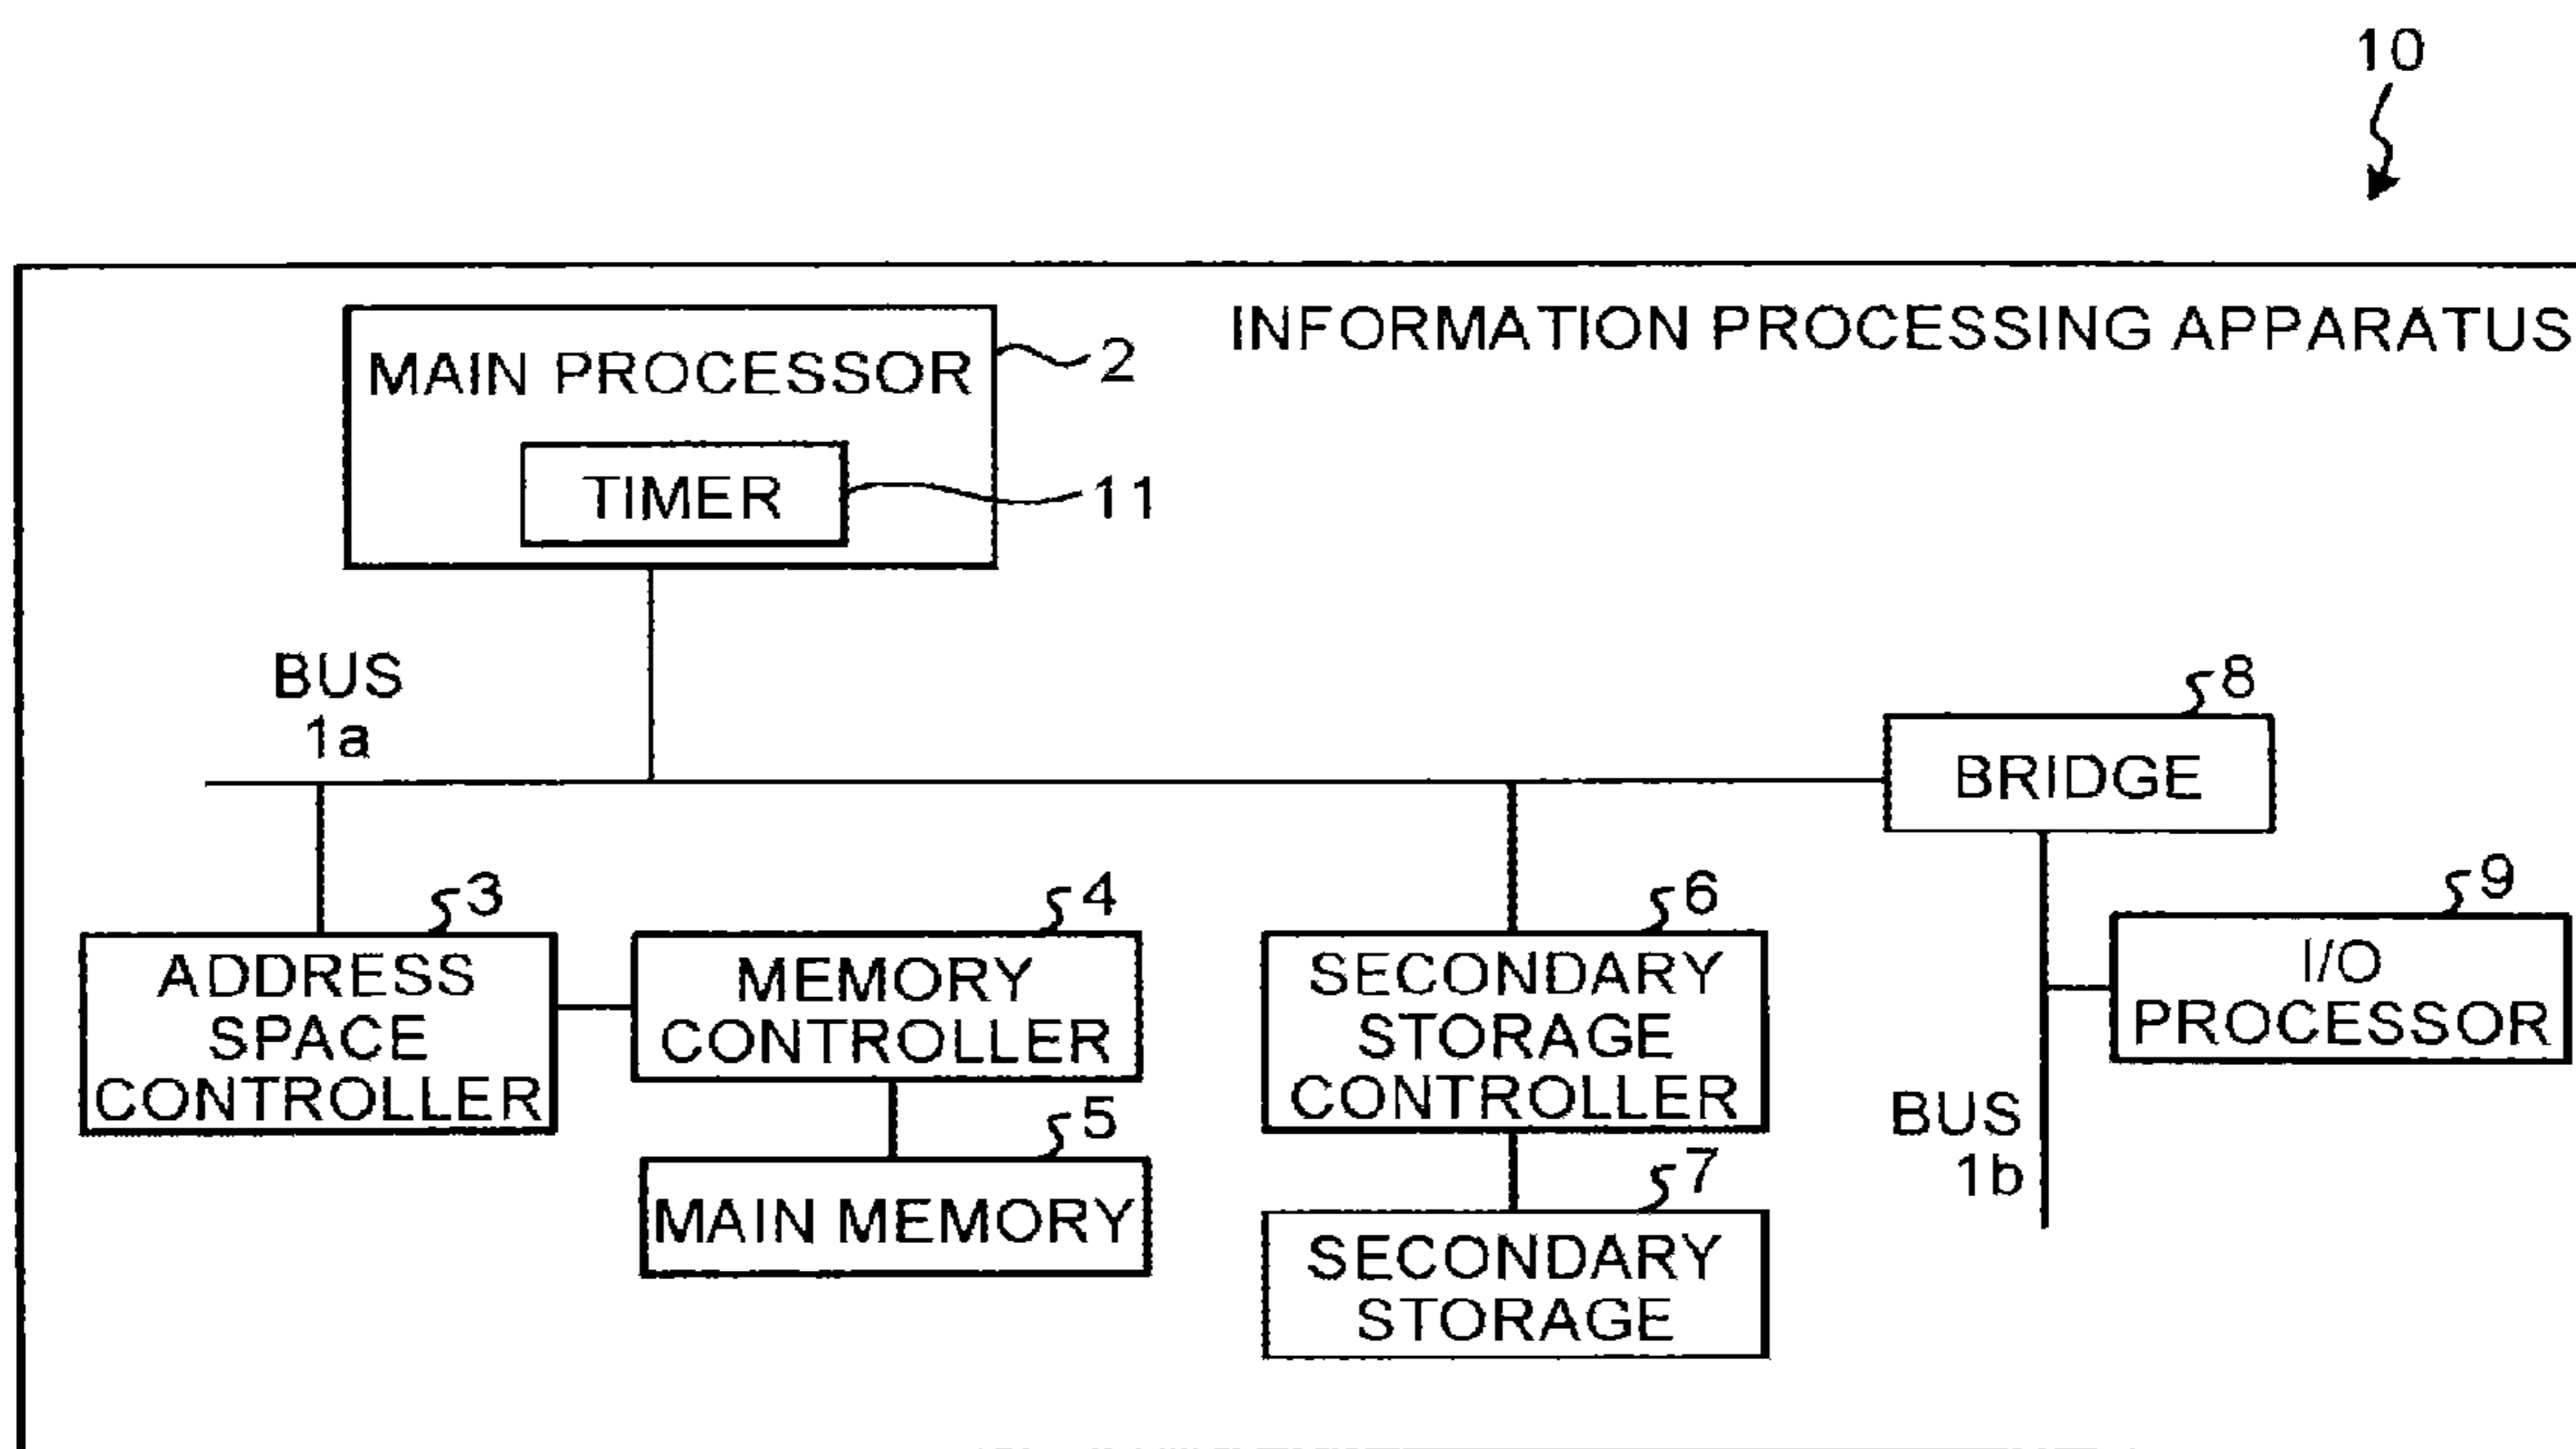 10
INFORMATION PROCESSING APPARATUS
MAIN PROCESSOR
2
TIMER
11
BUS
1a
8
BRIDGE
3
ADDRESS
SPACE
CONTROLLER
4
MEMORY
CONTROLLER
5
MAIN MEMORY
6
SECONDARY
STORAGE
CONTROLLER
7
SECONDARY
STORAGE
9
I/O
PROCESSOR
BUS
1b